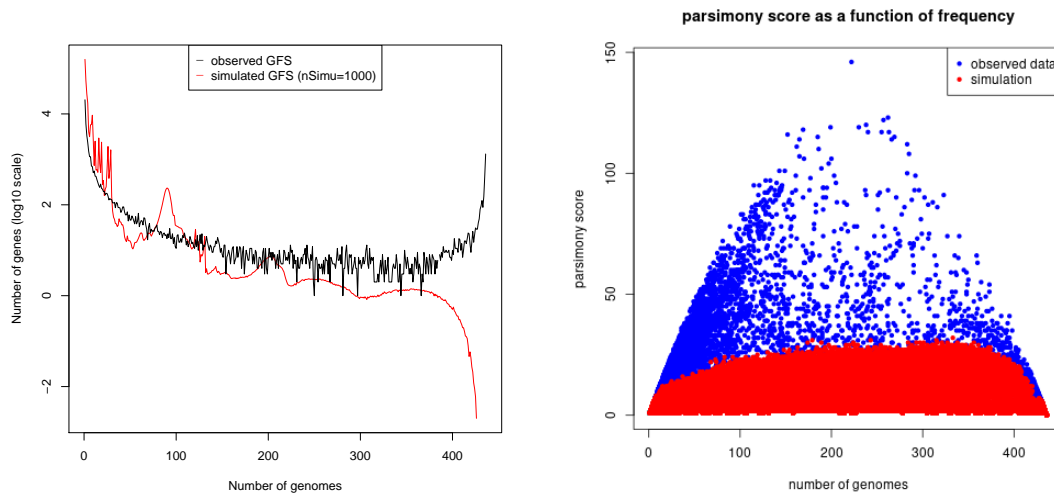 observed GFS
simulated GFS (nSimu=1000)
Number of genes (log10 scale)
4
2
0
−2
0
100
200
300
400
Number of genomes
parsimony score as a function of frequency
observed data
simulation
parsimony score
150
100
50
0
0
100
200
300
400
number of genomes